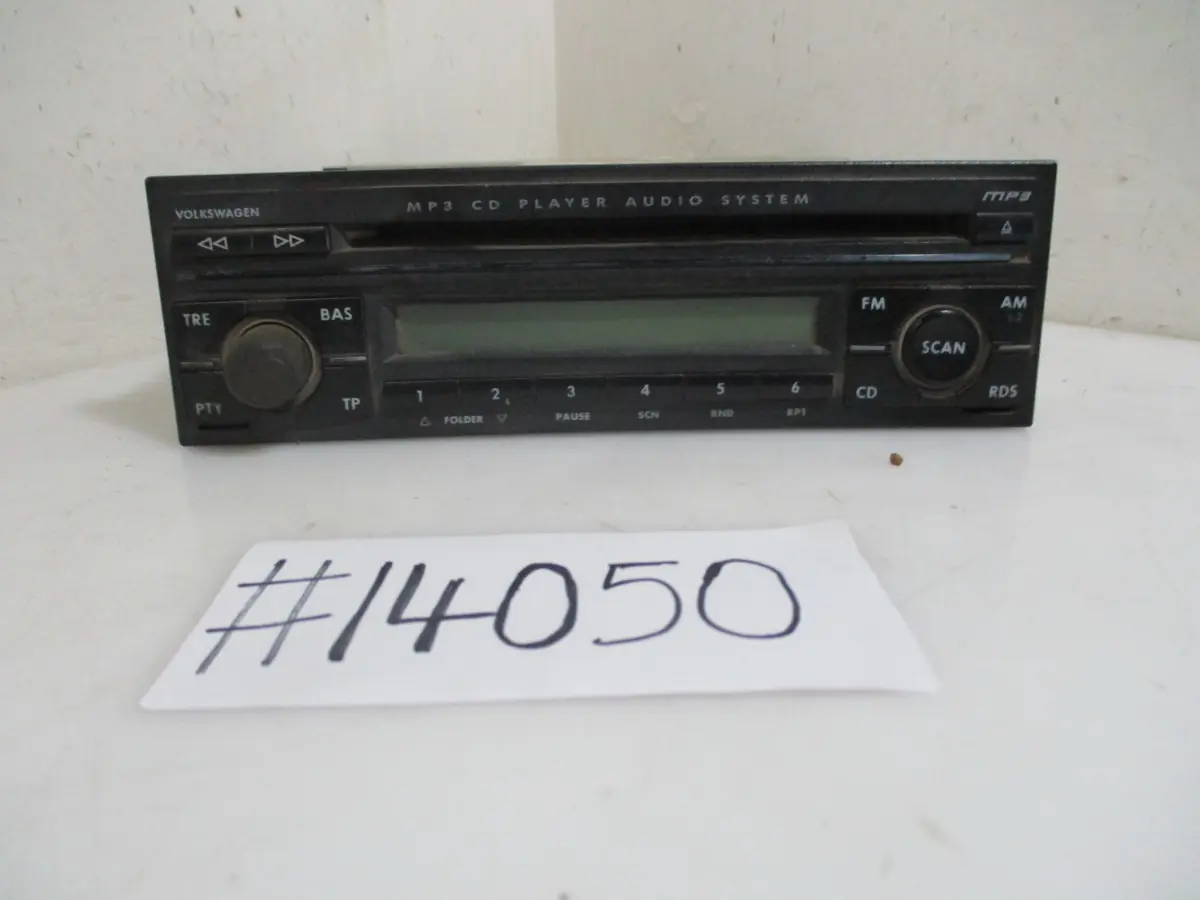 MP3 CD PLAYER AUDIO SYSTEM
MP3
VOLKSWAGEN
TRE BAS
FM AM
SCAN
PTY TP
CD RDS
1 2 3 4 5 6
FOLDER PAUSE SCN RND RPT
#14050